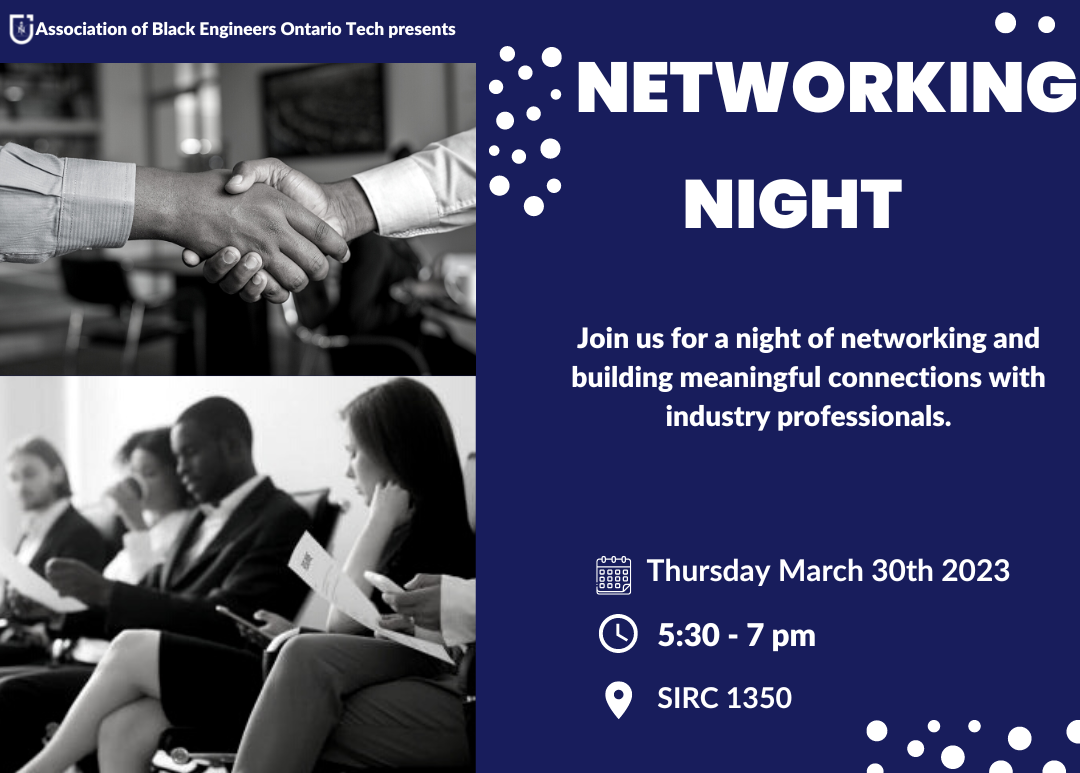 Association of Black Engineers Ontario Tech presents
NETWORKING
NIGHT
Join us for a night of networking and
building meaningful connections with
industry professionals.
Thursday March 30th 2023
5:30 - 7 pm
SIRC 1350